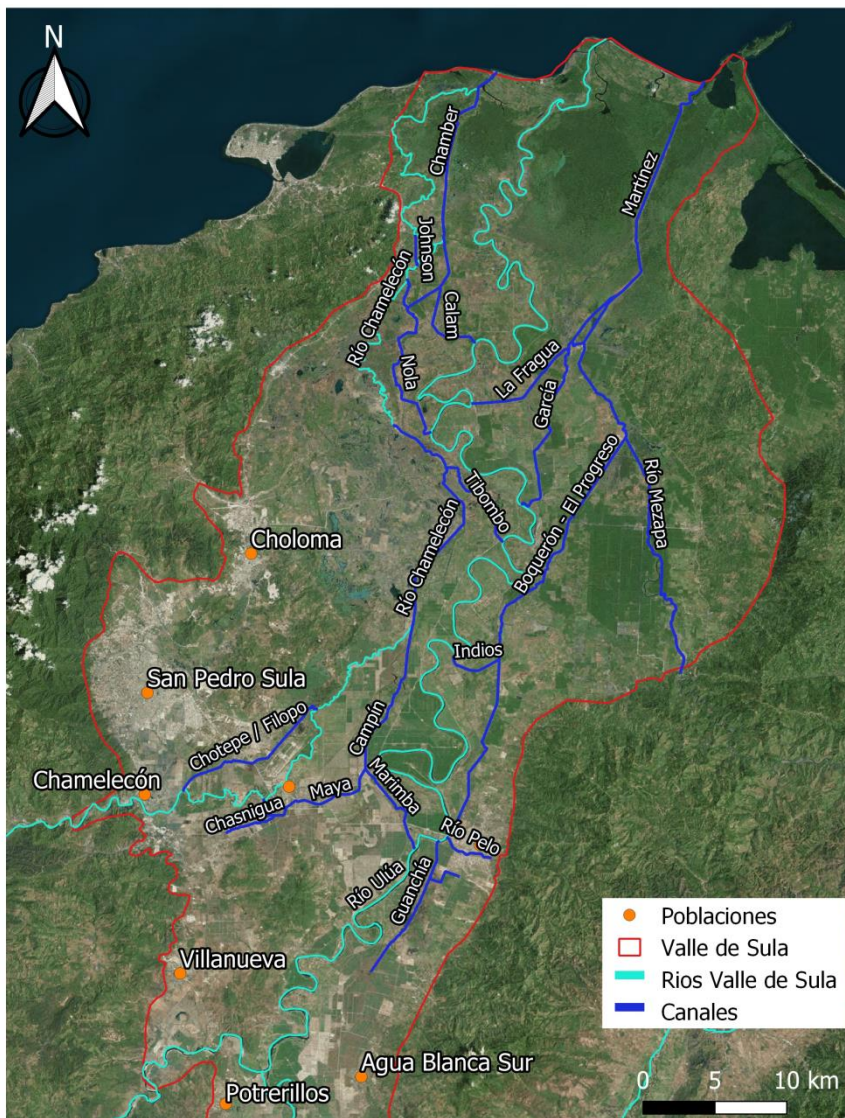 N
Chamber
Martínez
Johnson
Río Chamelecón
Calam
Nola
La Fragua
García
Boquerón - El Progreso
Río Mezapa
Tibombo
Choloma
Río Chamelecón
Indios
San Pedro Sula
Chotepe / Filopo
Campín
Chamelecón
Marimba
Chasnigua
Maya
Río Pelo
Río Ulúa
Guanchía
Villanueva
Agua Blanca Sur
Potrerillos
Poblaciones
Valle de Sula
Rios Valle de Sula
Canales
0 5 10 km